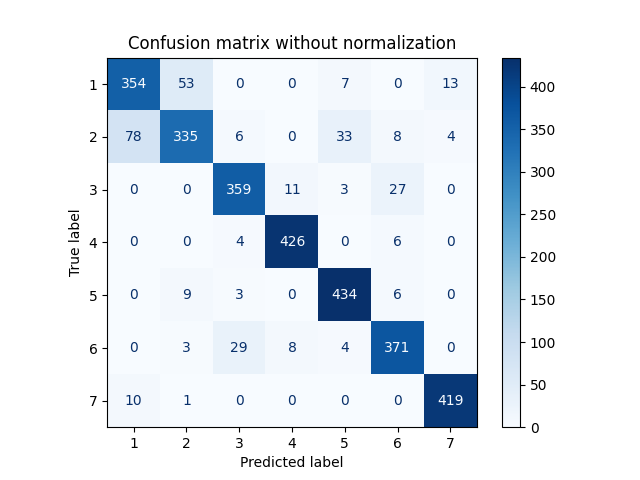 Confusion matrix without normalization
1 354 53 0 0 7 0 13
2 78 335 6 0 33 8 4
3 0 0 359 11 3 27 0
4 0 0 4 426 0 6 0
5 0 9 3 0 434 6 0
6 0 3 29 8 4 371 0
7 10 1 0 0 0 0 419
1 2 3 4 5 6 7
Predicted label
True label
400
350
300
250
200
150
100
50
0